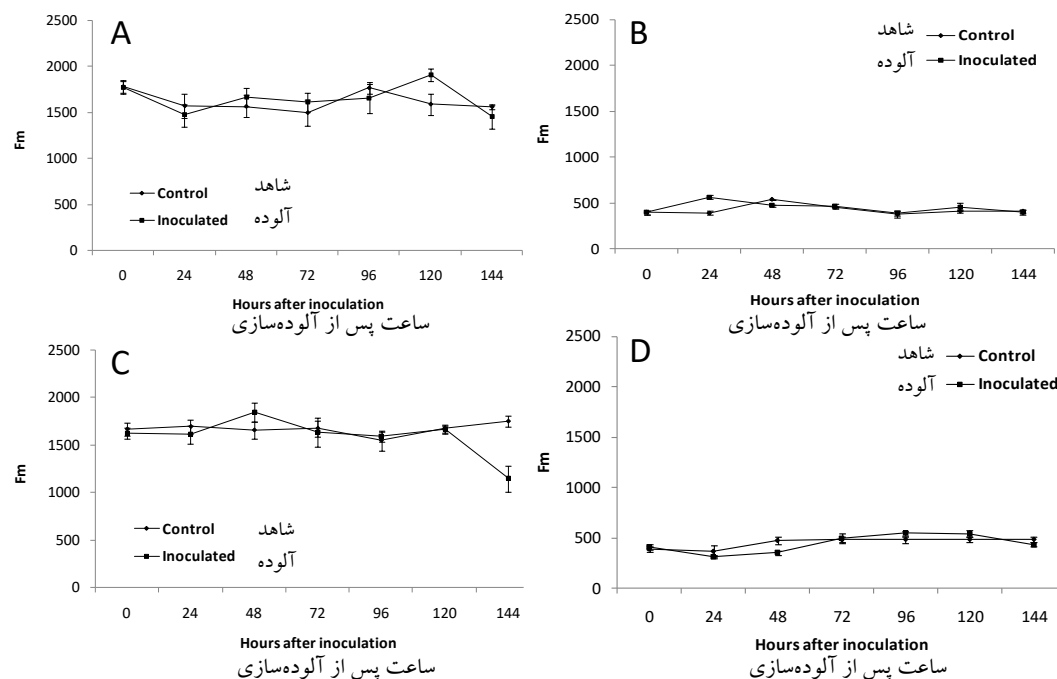 A
2500
2000
1500
1000
500
0
Fm
Control شاهد
Inoculated آلوده
0 24 48 72 96 120 144
Hours after inoculation
ساعت پس از آلوده‌سازی
B
شاهد Control
آلوده Inoculated
2500
2000
1500
1000
500
0
Fm
0 24 48 72 96 120 144
Hours after inoculation
ساعت پس از آلوده‌سازی
C
2500
2000
1500
1000
500
0
Fm
Control شاهد
Inoculated آلوده
0 24 48 72 96 120 144
Hours after inoculation
ساعت پس از آلوده‌سازی
D
شاهد Control
آلوده Inoculated
2500
2000
1500
1000
500
0
Fm
0 24 48 72 96 120 144
Hours after inoculation
ساعت پس از آلوده‌سازی